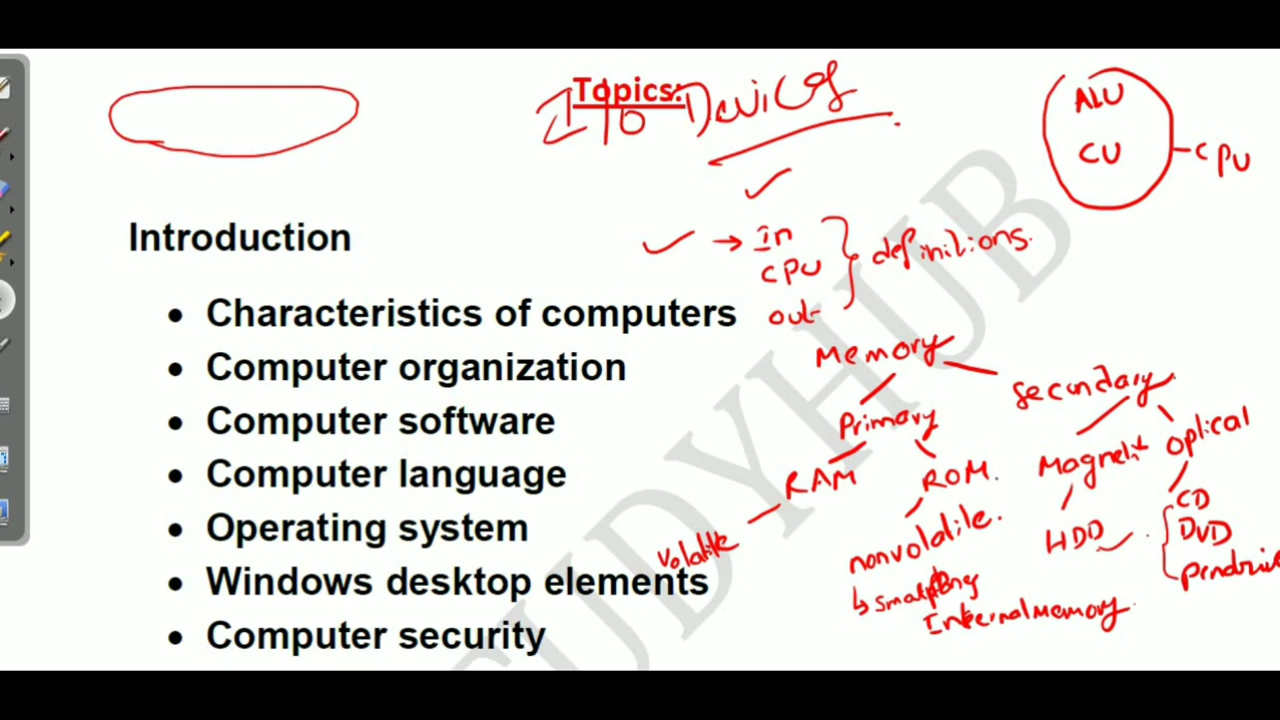 Topics:
I/O Devices
ALU
CU
CPU
Introduction
→ In
CPU
out
definitions.
• Characteristics of computers
• Computer organization
• Computer software
• Computer language
• Operating system
• Windows desktop elements
• Computer security
Memory
Primary
Secondary
RAM
ROM.
Magnetic
Optical
Volatile
nonvolatile.
HDD
CD
DVD
Pendrive
Internal memory.
STUDYHUB